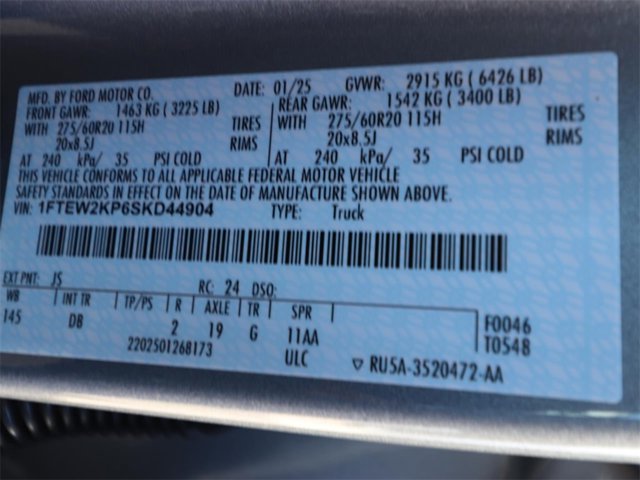 MFD. BY FORD MOTOR CO. DATE: 01/25 GVWR: 2915 KG ( 6426 LB)
FRONT GAWR: 1463 KG ( 3225 LB) REAR GAWR: 1542 KG ( 3400 LB)
WITH 275/60R20 115H TIRES WITH 275/60R20 115H TIRES
20x8.5J RIMS 20x8.5J RIMS
AT 240 kPa/ 35 PSI COLD AT 240 kPa/ 35 PSI COLD
THIS VEHICLE CONFORMS TO ALL APPLICABLE FEDERAL MOTOR VEHICLE
SAFETY STANDARDS IN EFFECT ON THE DATE OF MANUFACTURE SHOWN ABOVE.
VIN: 1FTEW2KP6SKD44904 TYPE: Truck
EXT PNT: JS RC: 24 DSO:
WB INT TR TP/PS R AXLE TR SPR F0046
145 DB 2 19 G 11AA T0548
2202501268173 ULC ▽ RU5A-3520472-AA